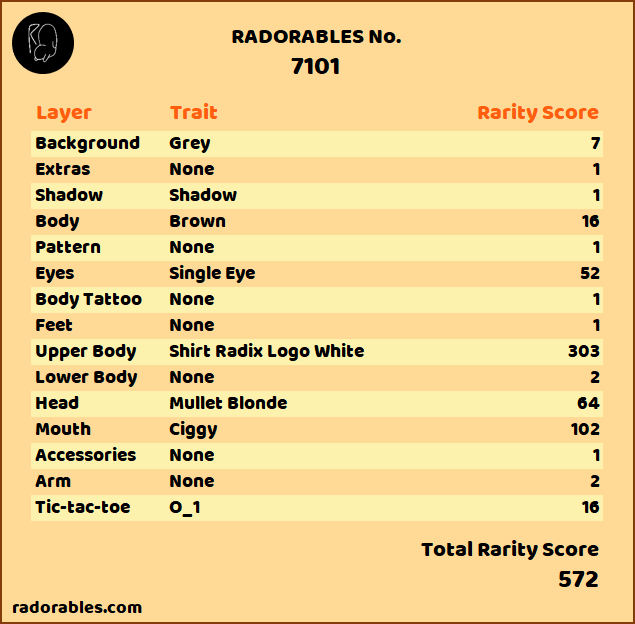 RADORABLES No.
7101
Layer Trait Rarity Score
Background Grey 7
Extras None 1
Shadow Shadow 1
Body Brown 16
Pattern None 1
Eyes Single Eye 52
Body Tattoo None 1
Feet None 1
Upper Body Shirt Radix Logo White 303
Lower Body None 2
Head Mullet Blonde 64
Mouth Ciggy 102
Accessories None 1
Arm None 2
Tic-tac-toe O_1 16
Total Rarity Score
572
radorables.com